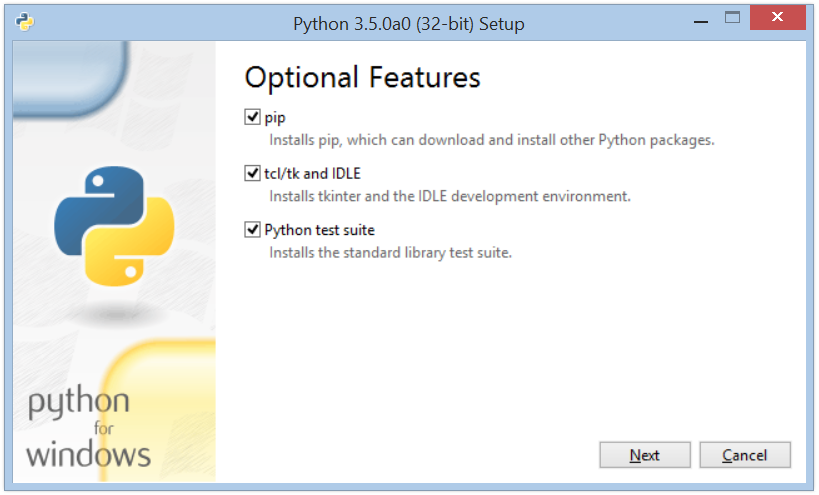 Python 3.5.0a0 (32-bit) Setup
Optional Features
pip
Installs pip, which can download and install other Python packages.
tcl/tk and IDLE
Installs tkinter and the IDLE development environment.
Python test suite
Installs the standard library test suite.
python
for
windows
Next
Cancel